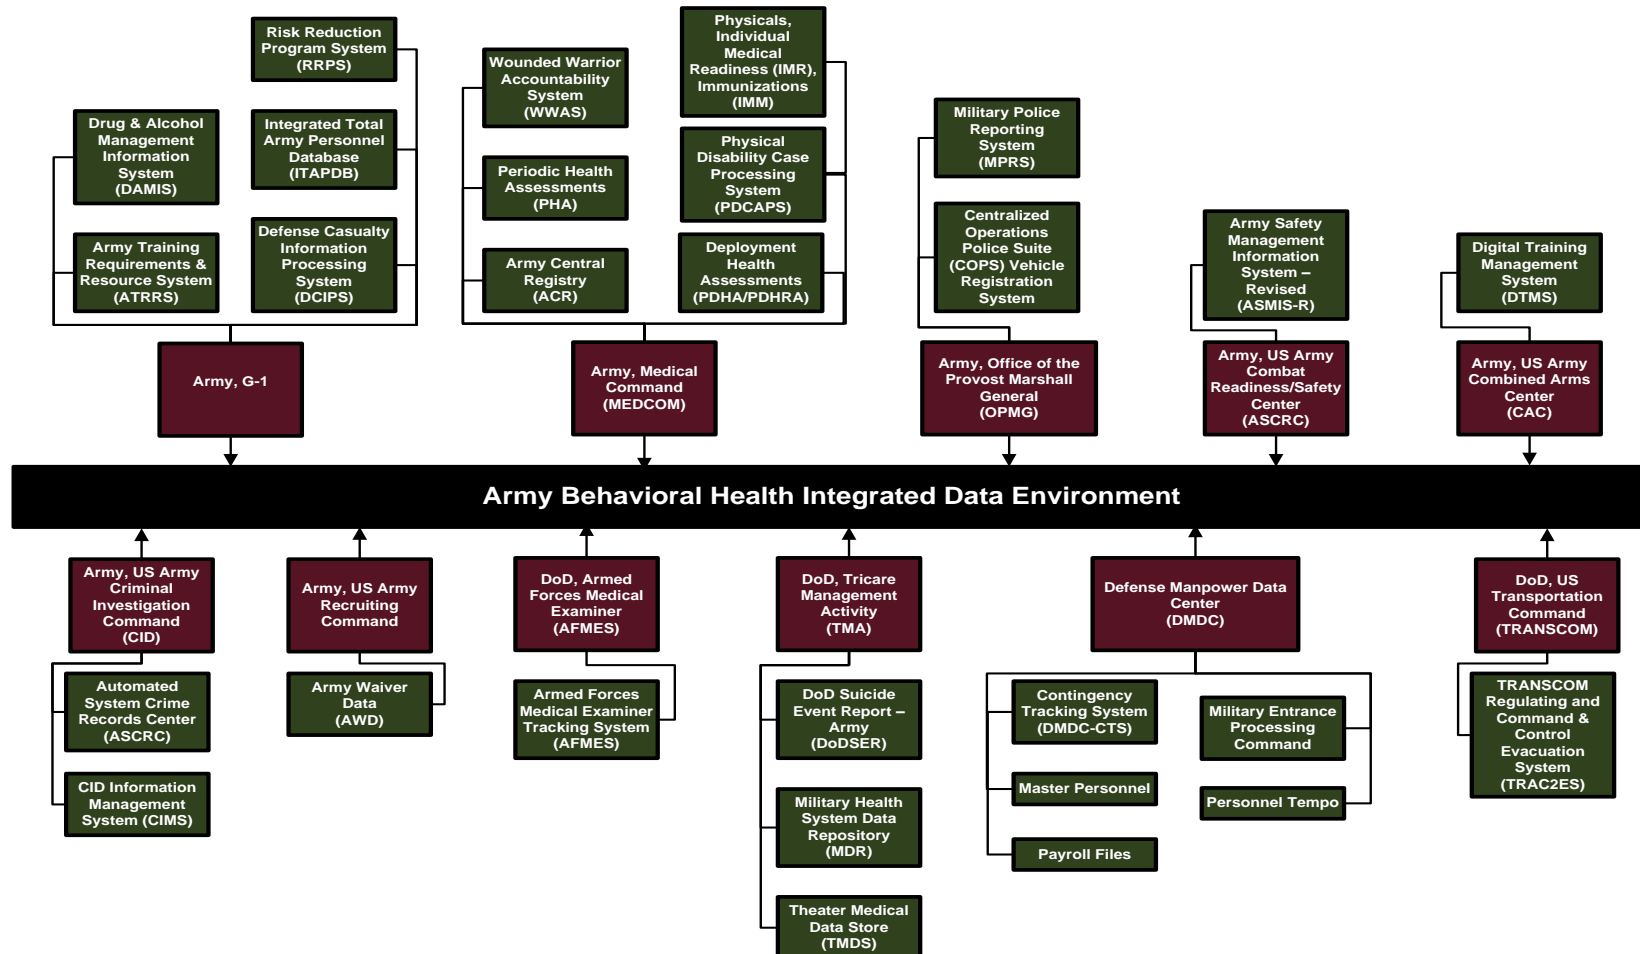 Risk Reduction
Program System
(RRPS)
Drug & Alcohol
Management
Information
System
(DAMIS)
Integrated Total
Army Personnel
Database
(ITAPDB)
Army Training
Requirements &
Resource System
(ATRRS)
Defense Casualty
Information
Processing
System
(DCIPS)
Army, G-1
Wounded Warrior
Accountability
System
(WWAS)
Physicals,
Individual
Medical
Readiness (IMR),
Immunizations
(IMM)
Periodic Health
Assessments
(PHA)
Physical
Disability Case
Processing
System
(PDCAPS)
Army Central
Registry
(ACR)
Deployment
Health
Assessments
(PDHA/PDHRA)
Army, Medical
Command
(MEDCOM)
Military Police
Reporting
System
(MPRS)
Centralized
Operations
Police Suite
(COPS) Vehicle
Registration
System
Army, Office of the
Provost Marshall
General
(OPMG)
Army Safety
Management
Information
System –
Revised
(ASMIS-R)
Army, US Army
Combat
Readiness/Safety
Center
(ASCRC)
Digital Training
Management
System
(DTMS)
Army, US Army
Combined Arms
Center
(CAC)
Army Behavioral Health Integrated Data Environment
Army, US Army
Criminal
Investigation
Command
(CID)
Automated
System Crime
Records Center
(ASCRC)
CID Information
Management
System (CIMS)
Army, US Army
Recruiting
Command
Army Waiver
Data
(AWD)
DoD, Armed
Forces Medical
Examiner
(AFMES)
Armed Forces
Medical Examiner
Tracking System
(AFMES)
DoD, Tricare
Management
Activity
(TMA)
DoD Suicide
Event Report –
Army
(DoDSER)
Military Health
System Data
Repository
(MDR)
Theater Medical
Data Store
(TMDS)
Defense Manpower Data
Center
(DMDC)
Contingency
Tracking System
(DMDC-CTS)
Master Personnel
Payroll Files
Military Entrance
Processing
Command
Personnel Tempo
DoD, US
Transportation
Command
(TRANSCOM)
TRANSCOM
Regulating and
Command &
Control
Evacuation
System
(TRAC2ES)